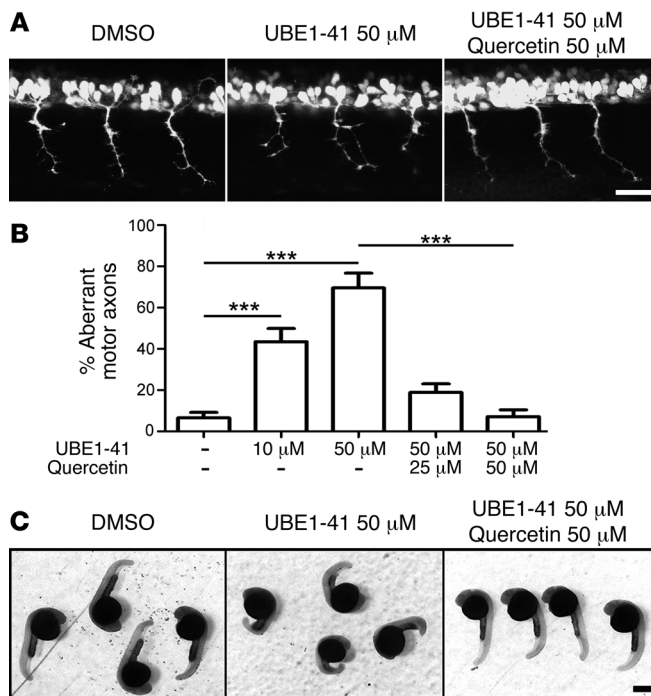 A
DMSO
UBE1-41 50 μM
UBE1-41 50 μM
Quercetin 50 μM
B
% Aberrant
motor axons
100
80
60
40
20
0
***
***
***
UBE1-41 - 10 μM 50 μM 50 μM 50 μM
Quercetin - - - 25 μM 50 μM
C
DMSO
UBE1-41 50 μM
UBE1-41 50 μM
Quercetin 50 μM